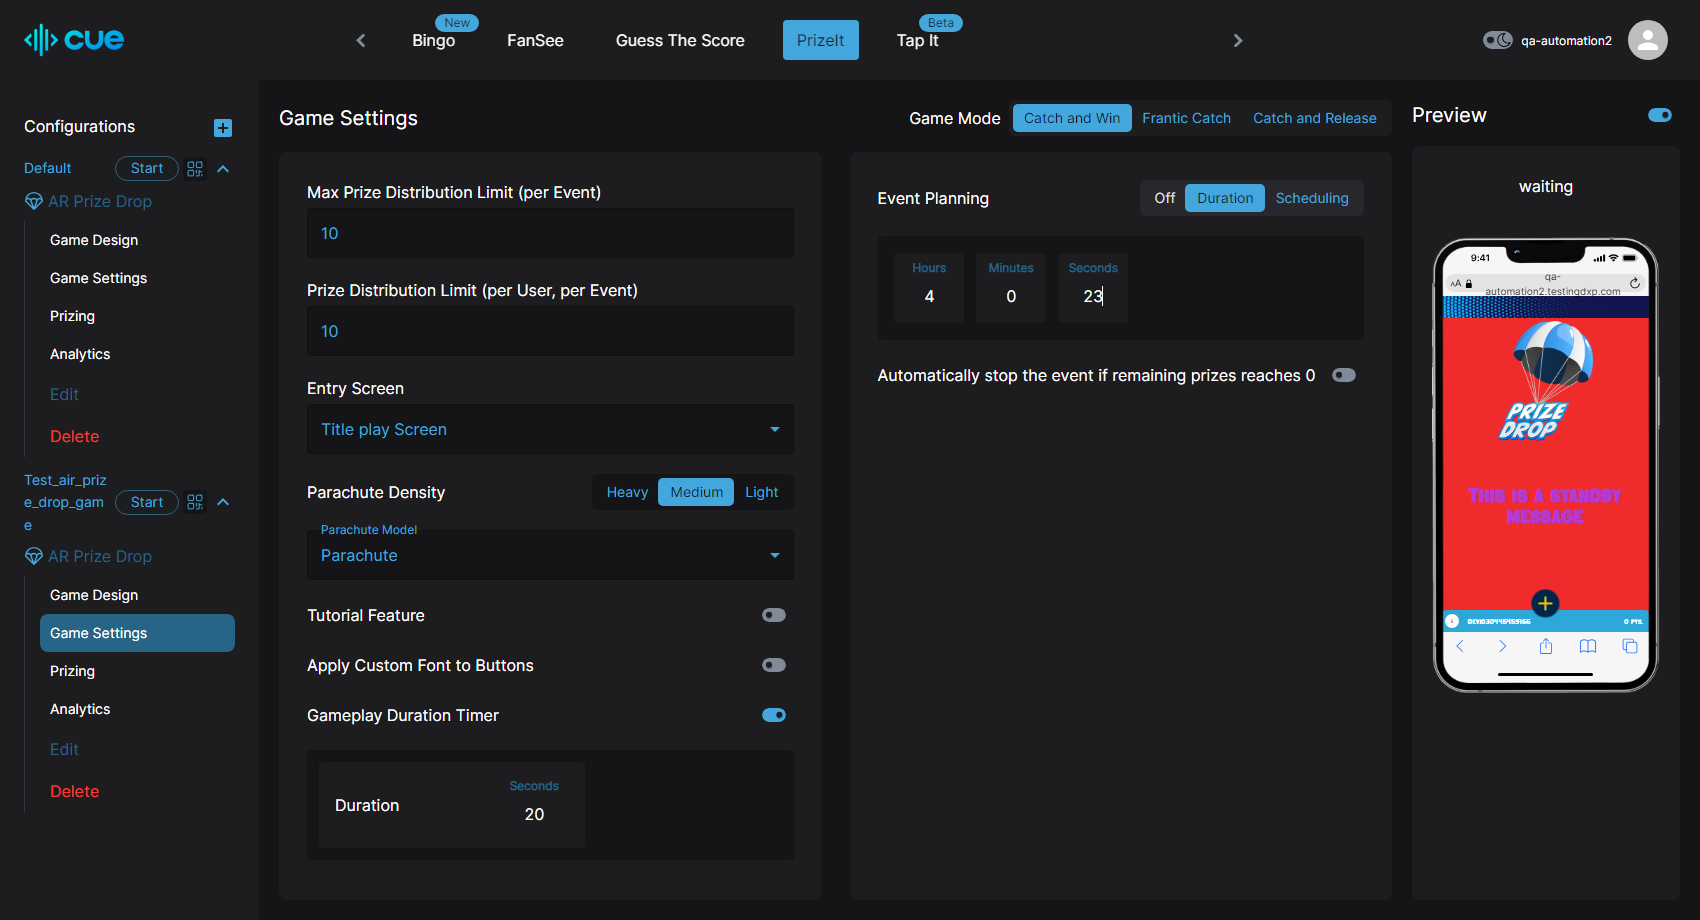 cue
New
Bingo
FanSee
Guess The Score
PrizeIt
Beta
Tap It
qa-automation2
Configurations
Default
Start
AR Prize Drop
Game Design
Game Settings
Prizing
Analytics
Edit
Delete
Test_air_priz
e_drop_gam
e
Start
AR Prize Drop
Game Design
Game Settings
Prizing
Analytics
Edit
Delete
Game Settings
Game Mode
Catch and Win
Frantic Catch
Catch and Release
Max Prize Distribution Limit (per Event)
10
Prize Distribution Limit (per User, per Event)
10
Entry Screen
Title play Screen
Parachute Density
Heavy
Medium
Light
Parachute Model
Parachute
Tutorial Feature
Apply Custom Font to Buttons
Gameplay Duration Timer
Duration
Seconds
20
Event Planning
Off
Duration
Scheduling
Hours
4
Minutes
0
Seconds
23
Automatically stop the event if remaining prizes reaches 0
Preview
waiting
9:41
AA
qa-
automation2.testingdxp.com
PRIZE
DROP
THIS IS A STANDBY
MESSAGE
0 PTS.